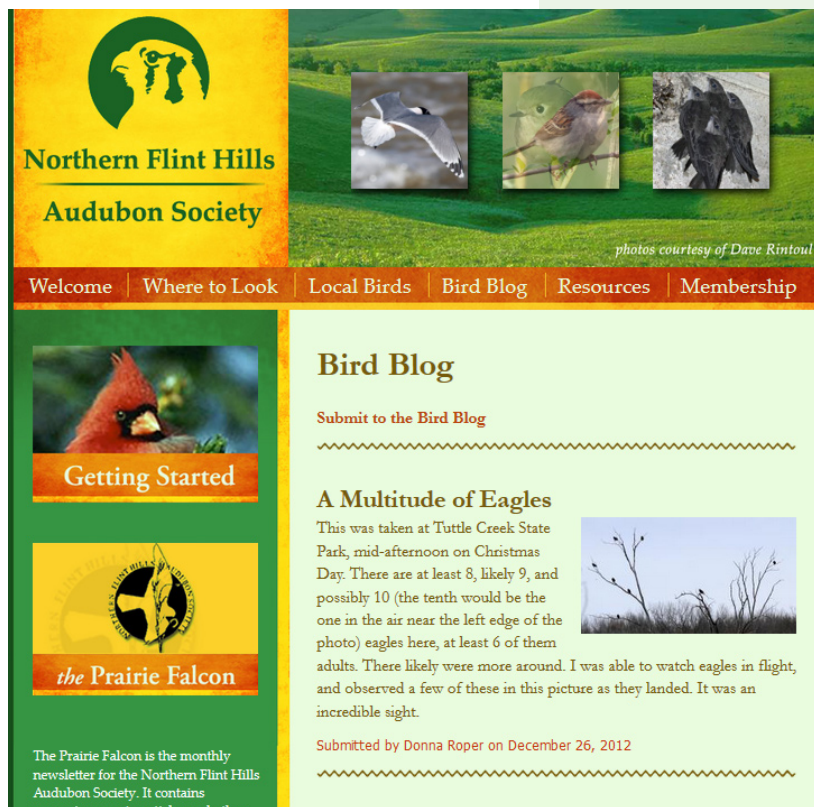 Northern Flint Hills
Audubon Society
photos courtesy of Dave Rintoul
Welcome
Where to Look
Local Birds
Bird Blog
Resources
Membership
Getting Started
NORTHERN FLINT HILLS AUDUBON SOCIETY
the Prairie Falcon
The Prairie Falcon is the monthly
newsletter for the Northern Flint Hills
Audubon Society. It contains
Bird Blog
Submit to the Bird Blog
A Multitude of Eagles
This was taken at Tuttle Creek State
Park, mid-afternoon on Christmas
Day. There are at least 8, likely 9, and
possibly 10 (the tenth would be the
one in the air near the left edge of the
photo) eagles here, at least 6 of them
adults. There likely were more around. I was able to watch eagles in flight,
and observed a few of these in this picture as they landed. It was an
incredible sight.
Submitted by Donna Roper on December 26, 2012